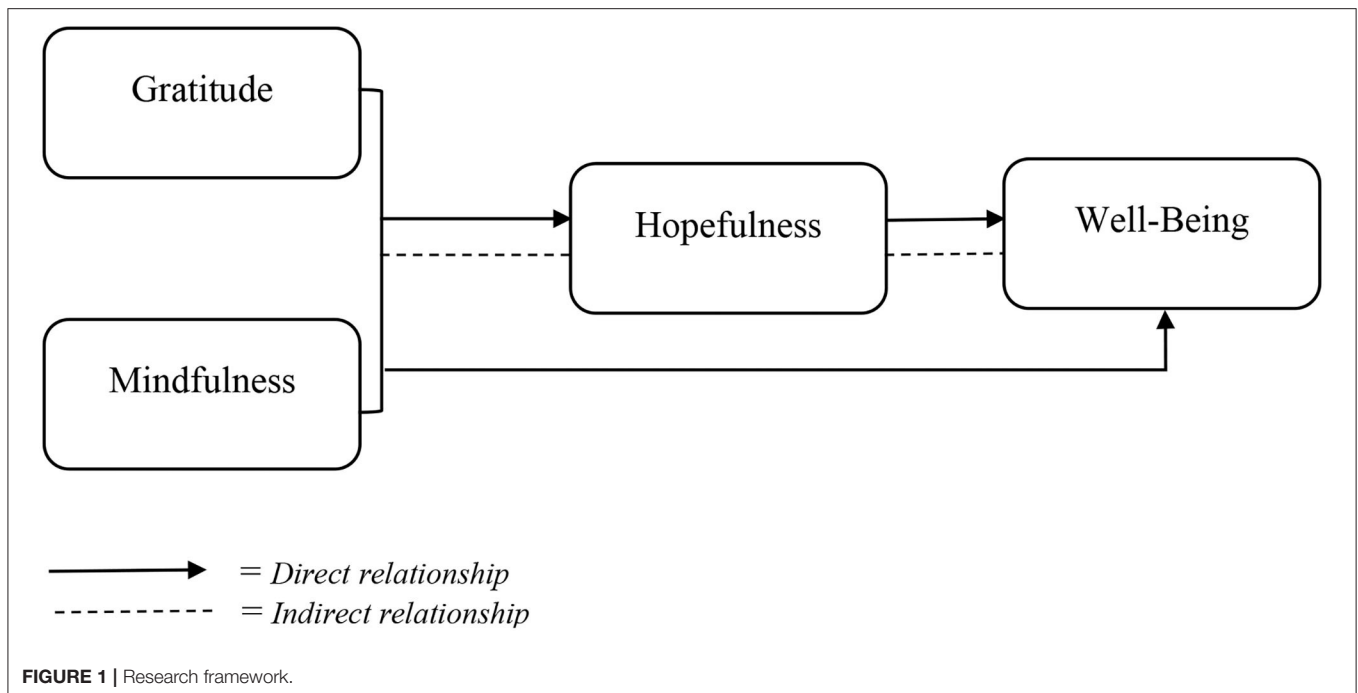 Gratitude
Hopefulness
Well-Being
Mindfulness
= Direct relationship
= Indirect relationship
FIGURE 1 | Research framework.